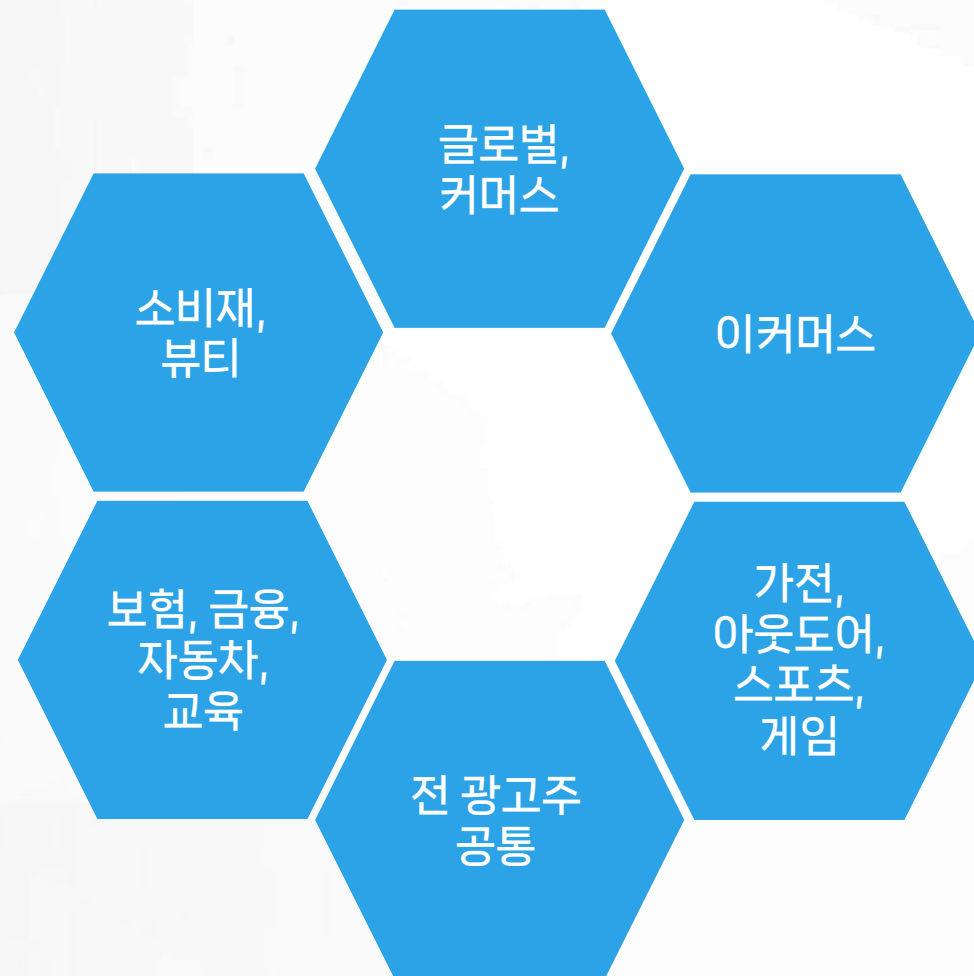 글로벌,
커머스
소비재,
뷰티
이커머스
보험, 금융,
자동차,
교육
가전,
아웃도어,
스포츠,
게임
전 광고주
공통